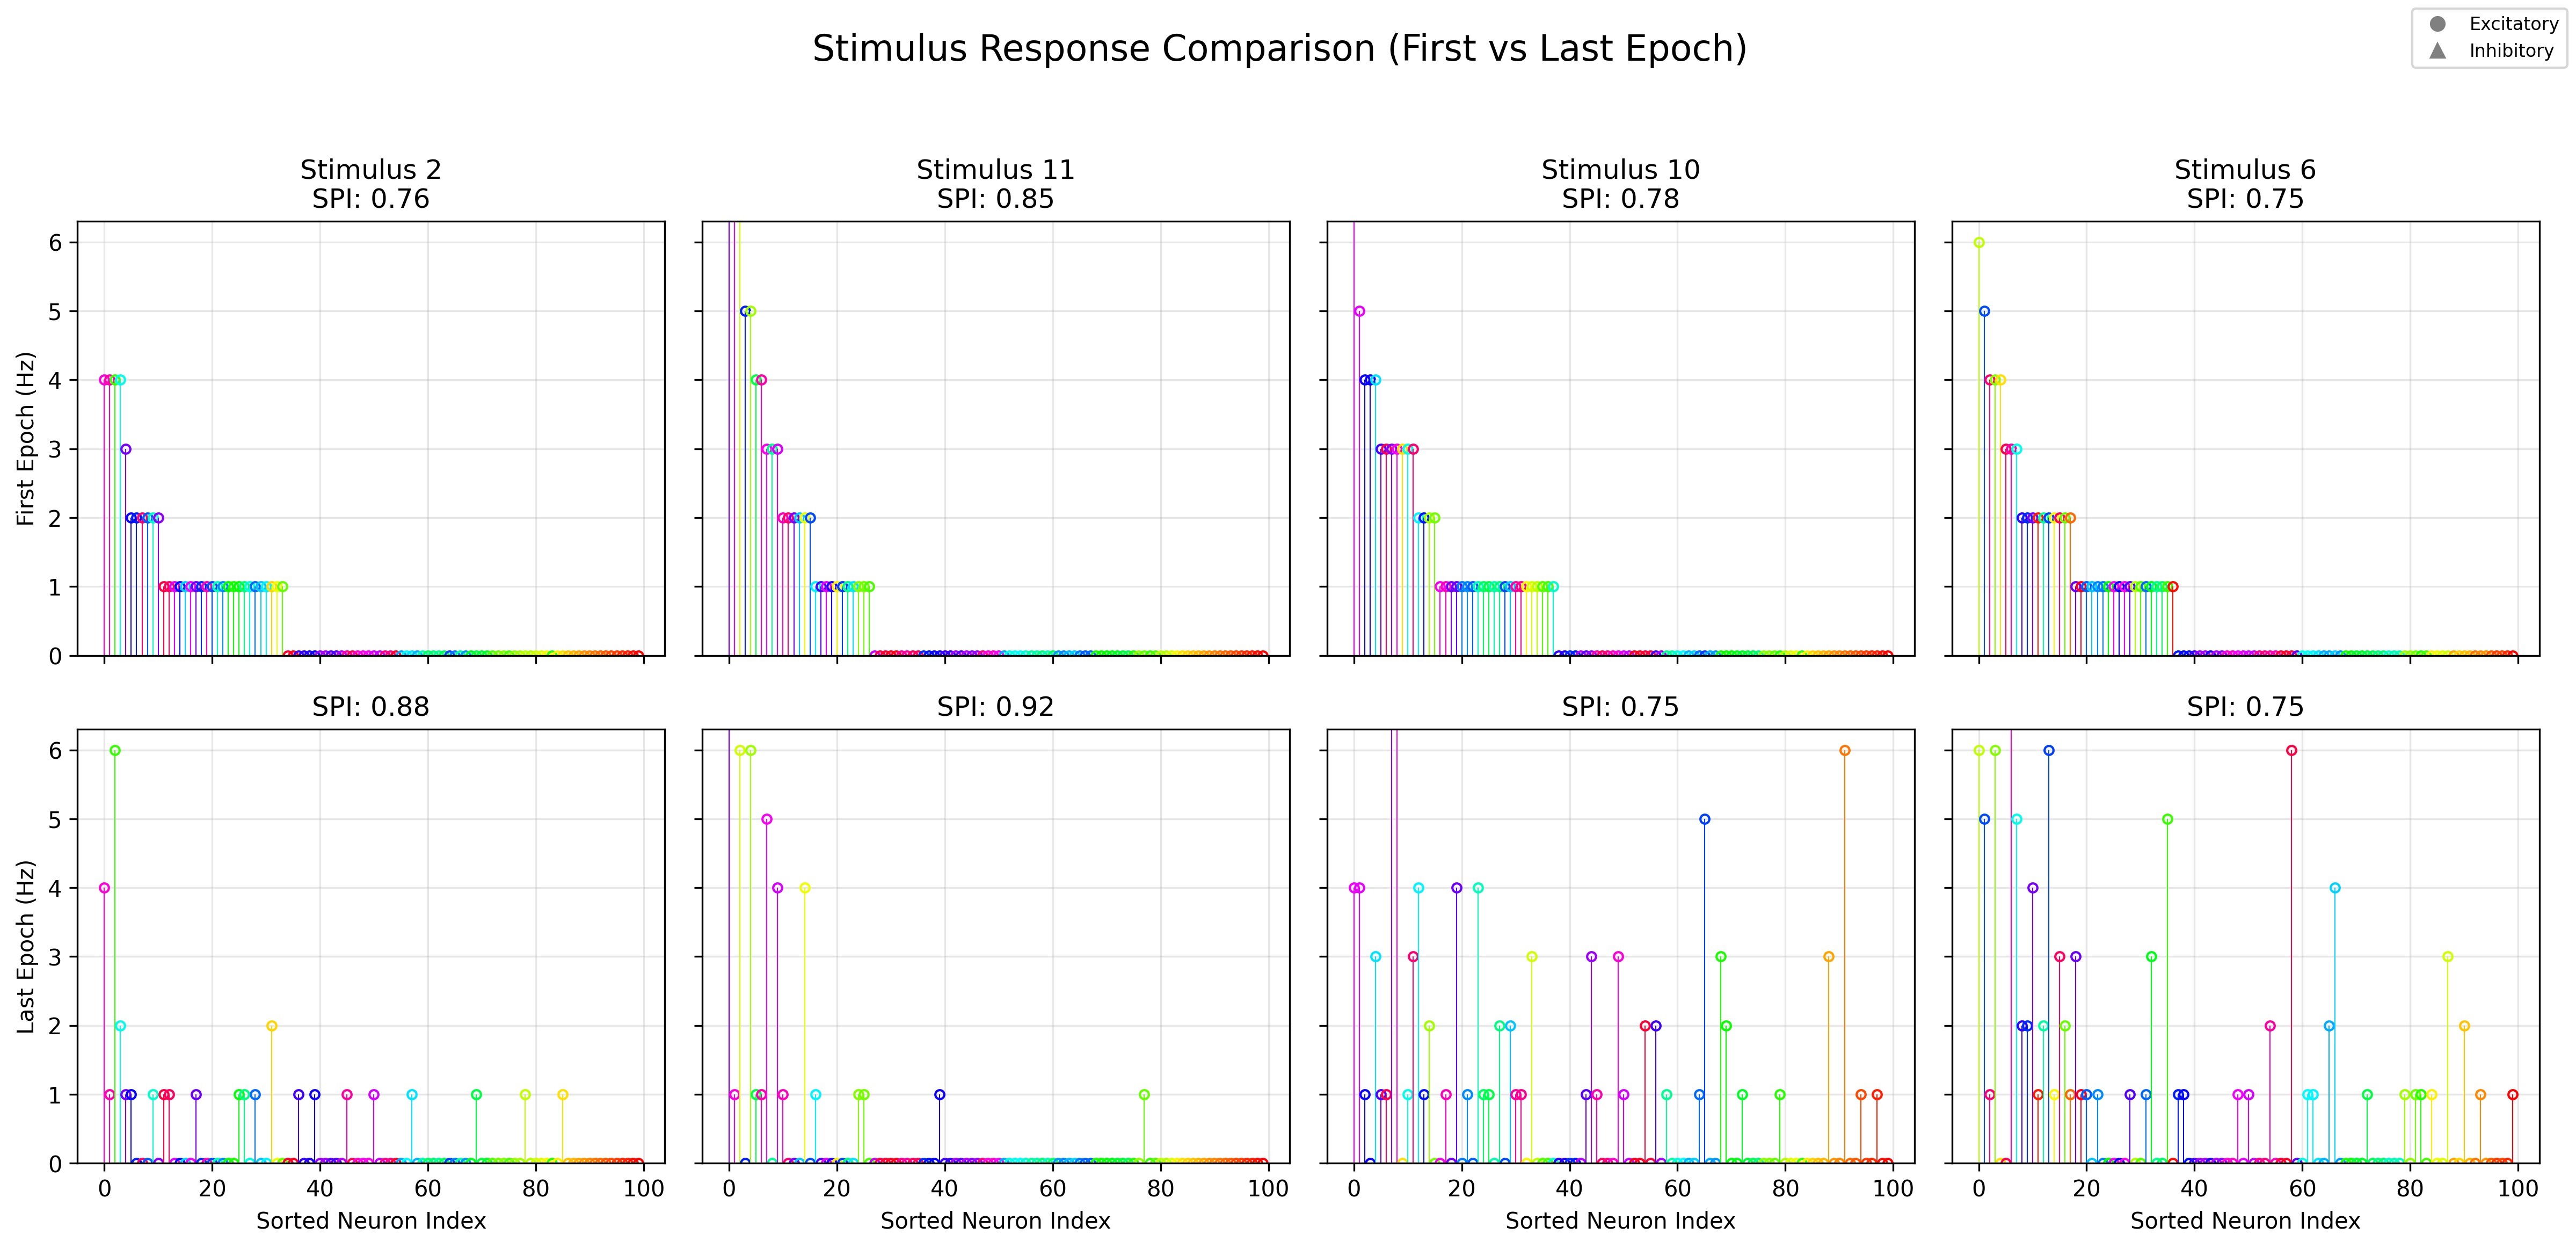 Stimulus Response Comparison (First vs Last Epoch)
Excitatory
Inhibitory
Stimulus 2
SPI: 0.76
Stimulus 11
SPI: 0.85
Stimulus 10
SPI: 0.78
Stimulus 6
SPI: 0.75
First Epoch (Hz)
6
5
4
3
2
1
0
SPI: 0.88
SPI: 0.92
SPI: 0.75
SPI: 0.75
Last Epoch (Hz)
6
5
4
3
2
1
0
0 20 40 60 80 100
0 20 40 60 80 100
0 20 40 60 80 100
0 20 40 60 80 100
Sorted Neuron Index
Sorted Neuron Index
Sorted Neuron Index
Sorted Neuron Index